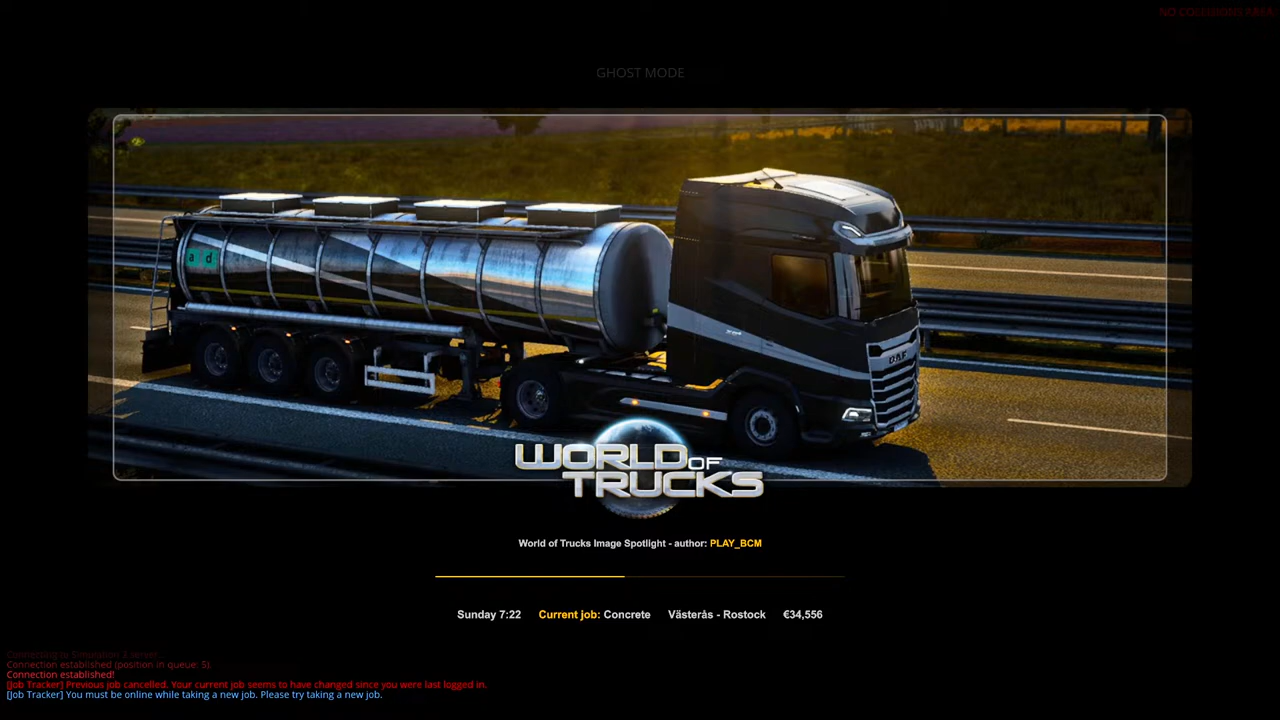 NO COLLISIONS AREA
GHOST MODE
a d
DAF
WORLD OF
TRUCKS
World of Trucks Image Spotlight - author: PLAY_BCM
Sunday 7:22 Current job: Concrete Västerås - Rostock €34,556
Connecting to Simulation 1 server...
Connection established (position in queue: 5).
Connection established!
[Job Tracker] Previous job cancelled. Your current job seems to have changed since you were last logged in.
[Job Tracker] You must be online while taking a new job. Please try taking a new job.